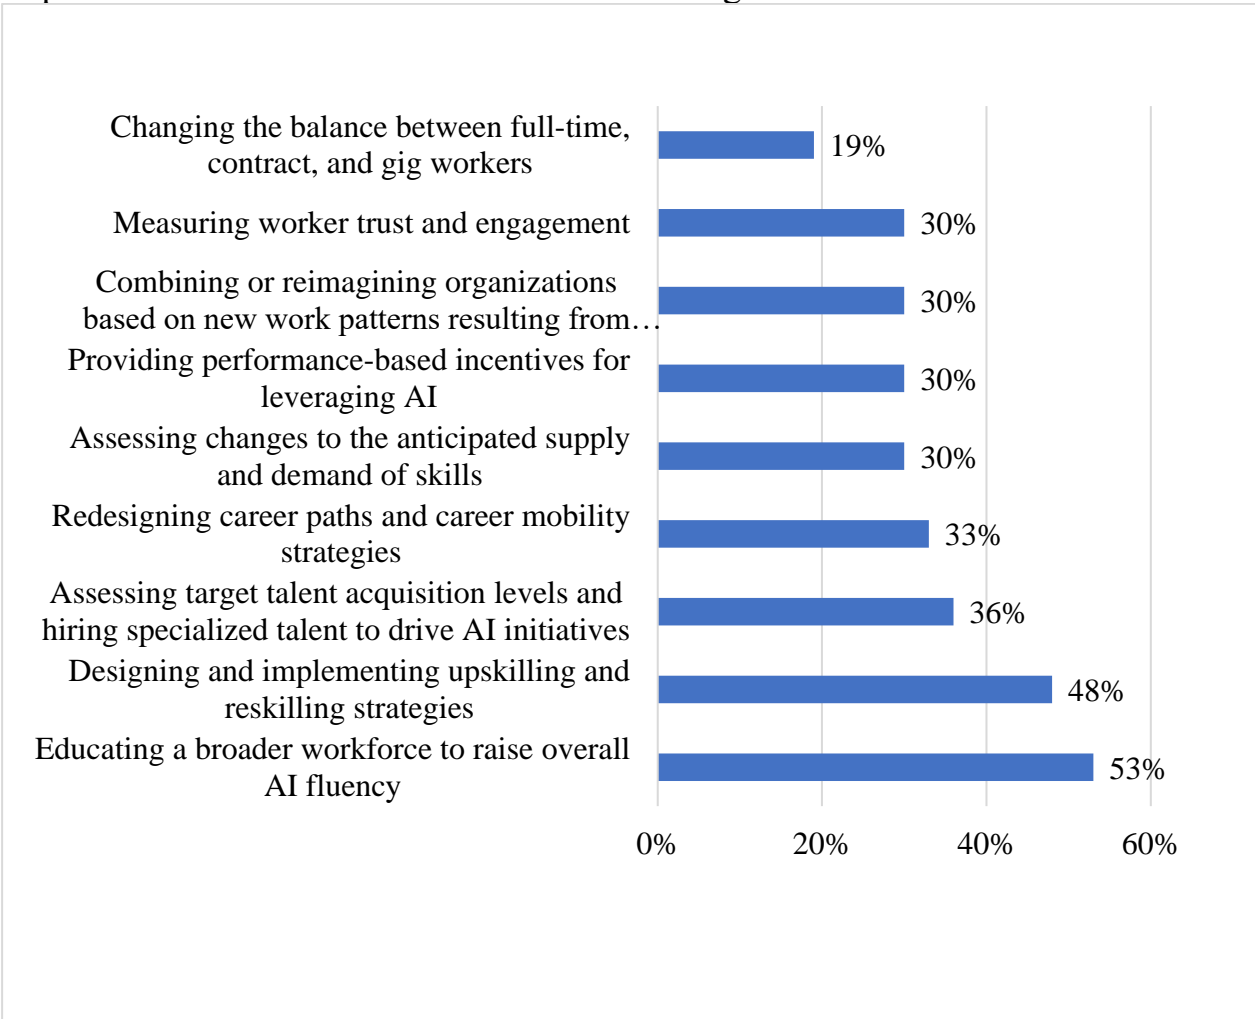 Changing the balance between full-time,
contract, and gig workers
19%
Measuring worker trust and engagement
30%
Combining or reimagining organizations
based on new work patterns resulting from…
30%
Providing performance-based incentives for
leveraging AI
30%
Assessing changes to the anticipated supply
and demand of skills
30%
Redesigning career paths and career mobility
strategies
33%
Assessing target talent acquisition levels and
hiring specialized talent to drive AI initiatives
36%
Designing and implementing upskilling and
reskilling strategies
48%
Educating a broader workforce to raise overall
AI fluency
53%
0% 20% 40% 60%